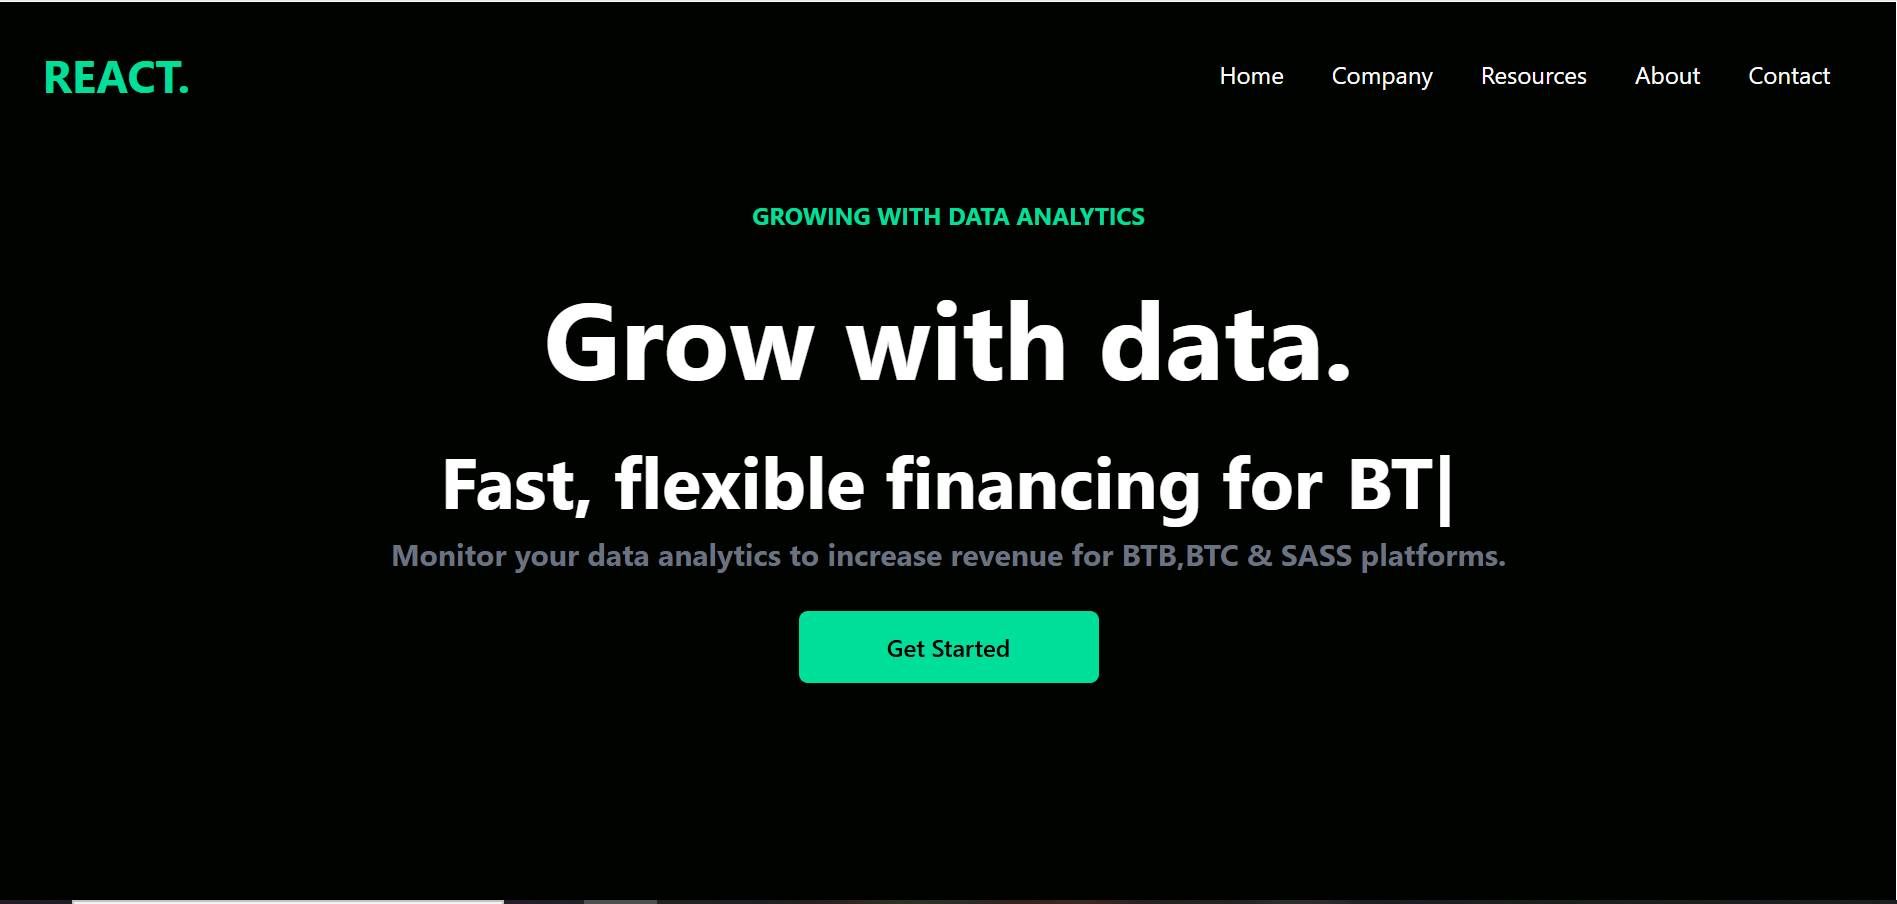 REACT.
Home Company Resources About Contact
GROWING WITH DATA ANALYTICS
Grow with data.
Fast, flexible financing for BT|
Monitor your data analytics to increase revenue for BTB,BTC & SASS platforms.
Get Started